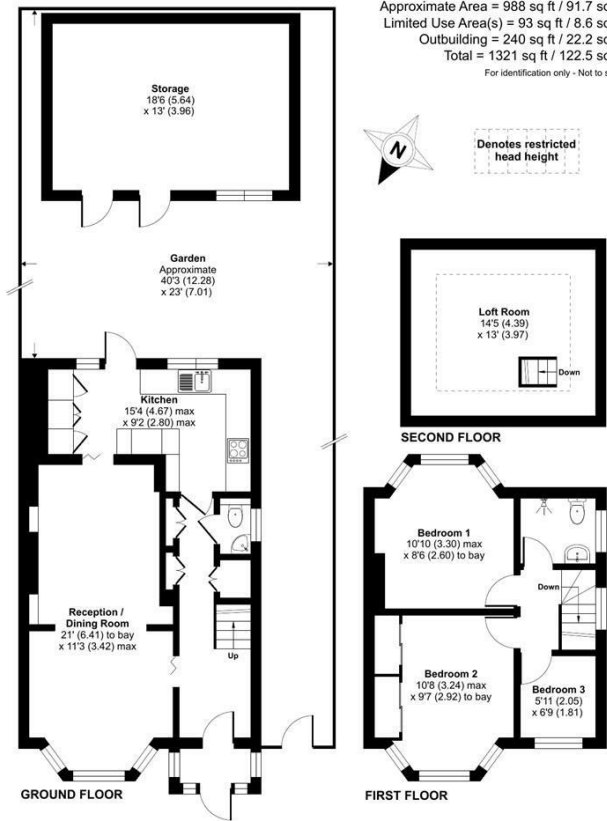 Approximate Area = 988 sq ft / 91.7 sq
Limited Use Area(s) = 93 sq ft / 8.6 sq
Outbuilding = 240 sq ft / 22.2 sq
Total = 1321 sq ft / 122.5 sq
For identification only - Not to s
Storage
18'6 (5.64)
x 13' (3.96)
N
Denotes restricted
head height
Garden
Approximate
40'3 (12.28)
x 23' (7.01)
Loft Room
14'5 (4.39)
x 13' (3.97)
Down
SECOND FLOOR
Kitchen
15'4 (4.67) max
x 9'2 (2.80) max
Bedroom 1
10'10 (3.30) max
x 8'6 (2.60) to bay
Down
Reception /
Dining Room
21' (6.41) to bay
x 11'3 (3.42) max
Up
Bedroom 2
10'8 (3.24) max
x 9'7 (2.92) to bay
Bedroom 3
5'11 (2.05)
x 6'9 (1.81)
GROUND FLOOR
FIRST FLOOR